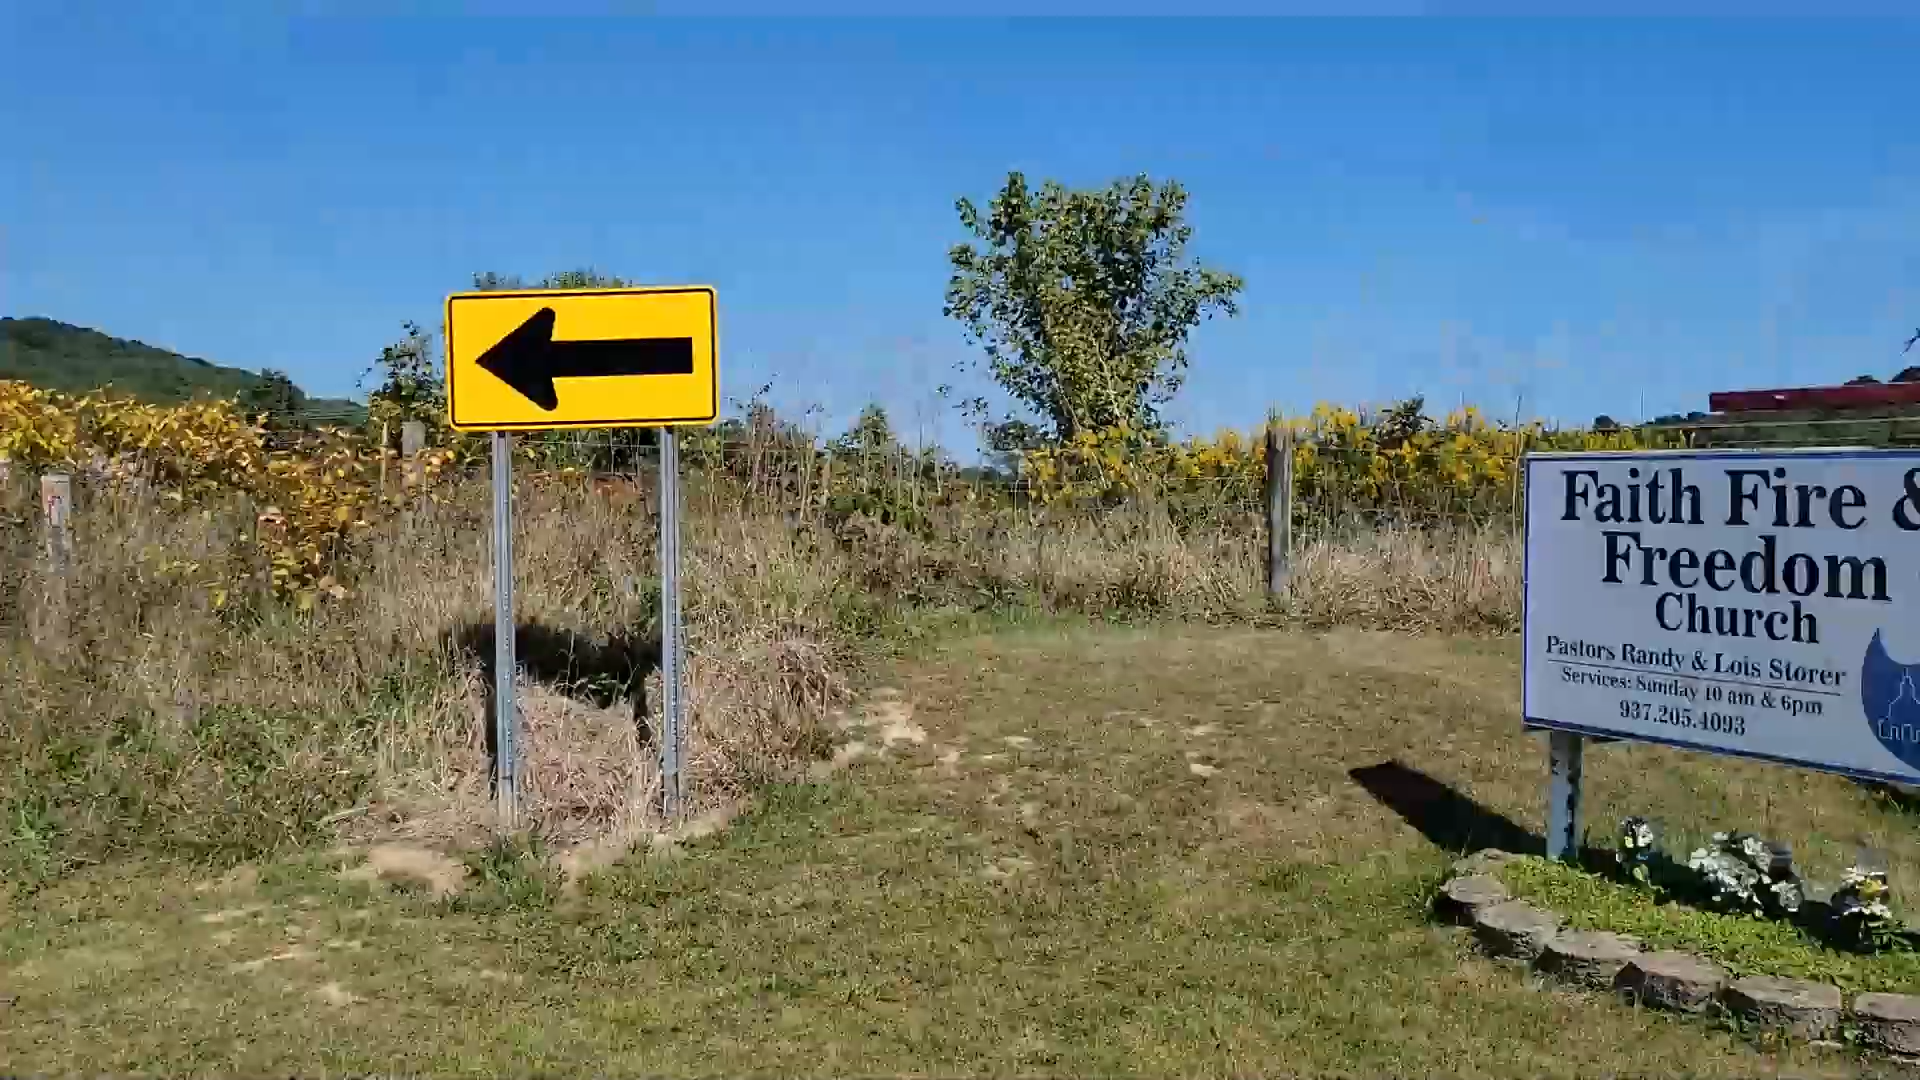 Faith Fire &
Freedom
Church
Pastors Randy & Lois Storer
Services: Sunday 10 am & 6pm
937.205.4093